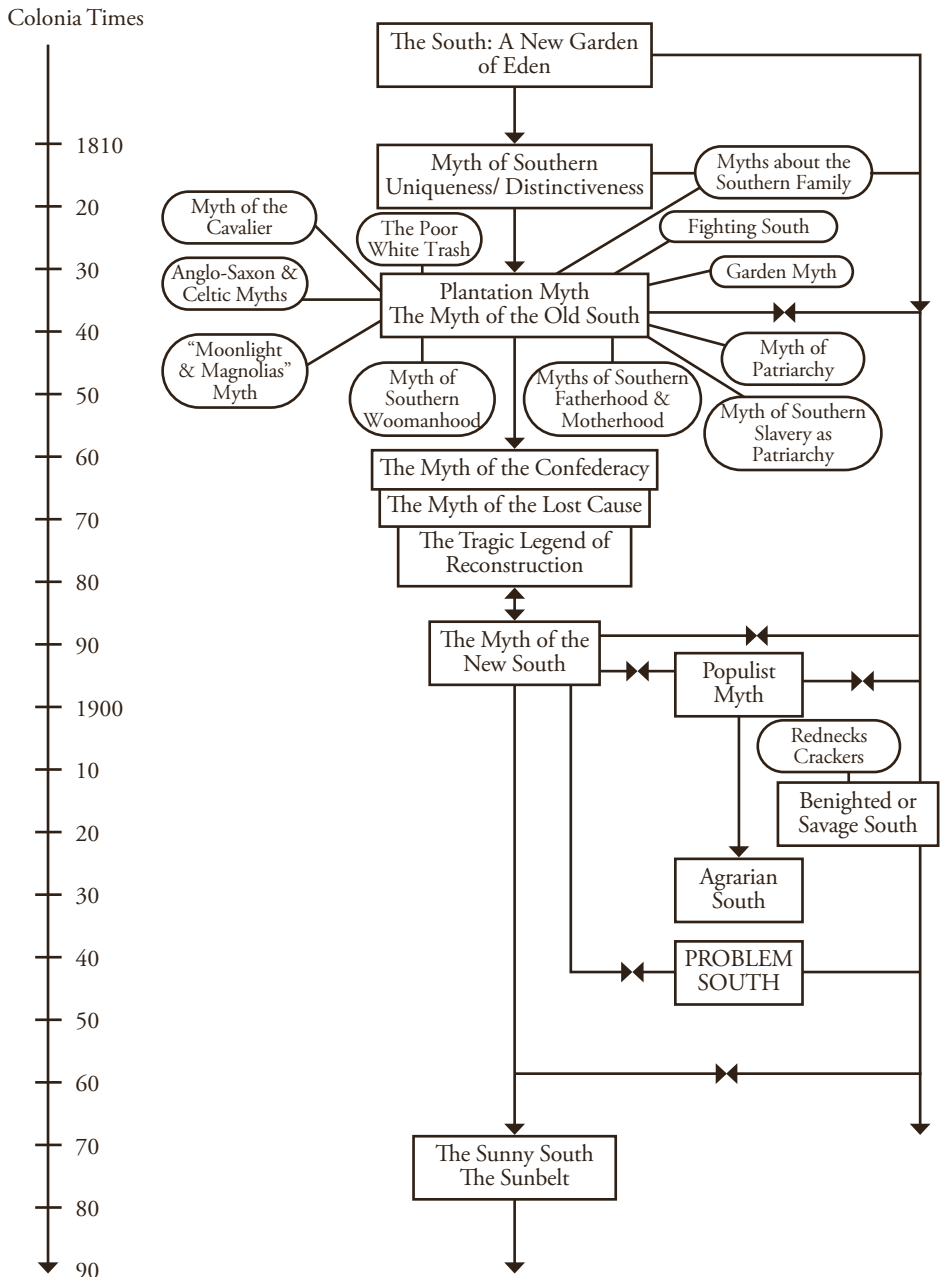 Colonia Times
The South: A New Garden
of Eden
1810
Myth of Southern
Uniqueness/ Distinctiveness
Myths about the
Southern Family
20
Myth of the
Cavalier
The Poor
White Trash
Fighting South
30
Anglo-Saxon &
Celtic Myths
Plantation Myth
The Myth of the Old South
Garden Myth
40
“Moonlight
& Magnolias”
Myth
Myth of
Patriarchy
50
Myth of
Southern
Woomanhood
Myths of Southern
Fatherhood &
Motherhood
Myth of Southern
Slavery as
Patriarchy
60
The Myth of the Confederacy
The Myth of the Lost Cause
70
The Tragic Legend of
Reconstruction
80
90
The Myth of the
New South
Populist
Myth
1900
Rednecks
Crackers
10
Benighted or
Savage South
20
Agrarian
South
30
40
PROBLEM
SOUTH
50
60
70
The Sunny South
The Sunbelt
80
90